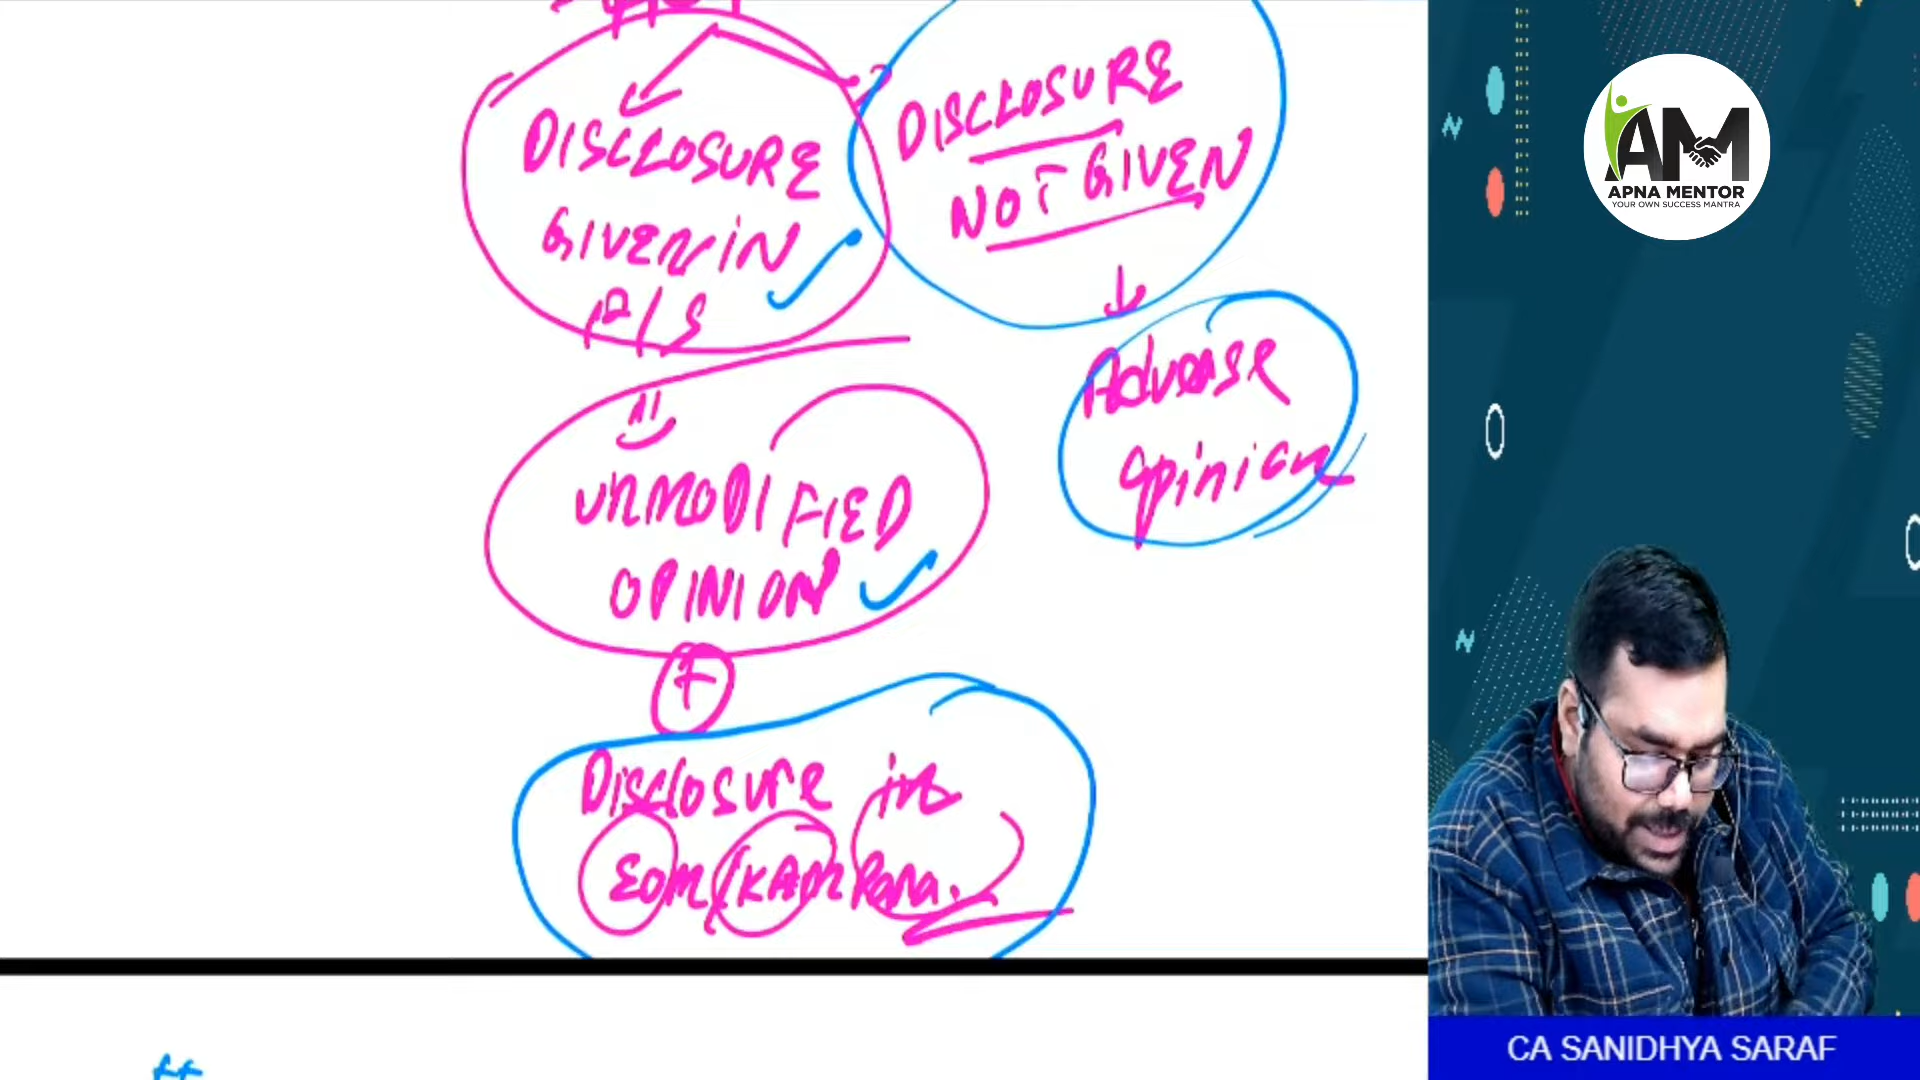 DISCLOSURE
GIVEN IN
F/S
DISCLOSURE
NOT GIVEN
Adverse
opinion
UNMODIFIED
OPINION
+
Disclosure in
EOM/KAM Para.
AM
APNA MENTOR
YOUR OWN SUCCESS MANTRA
CA SANIDHYA SARAF